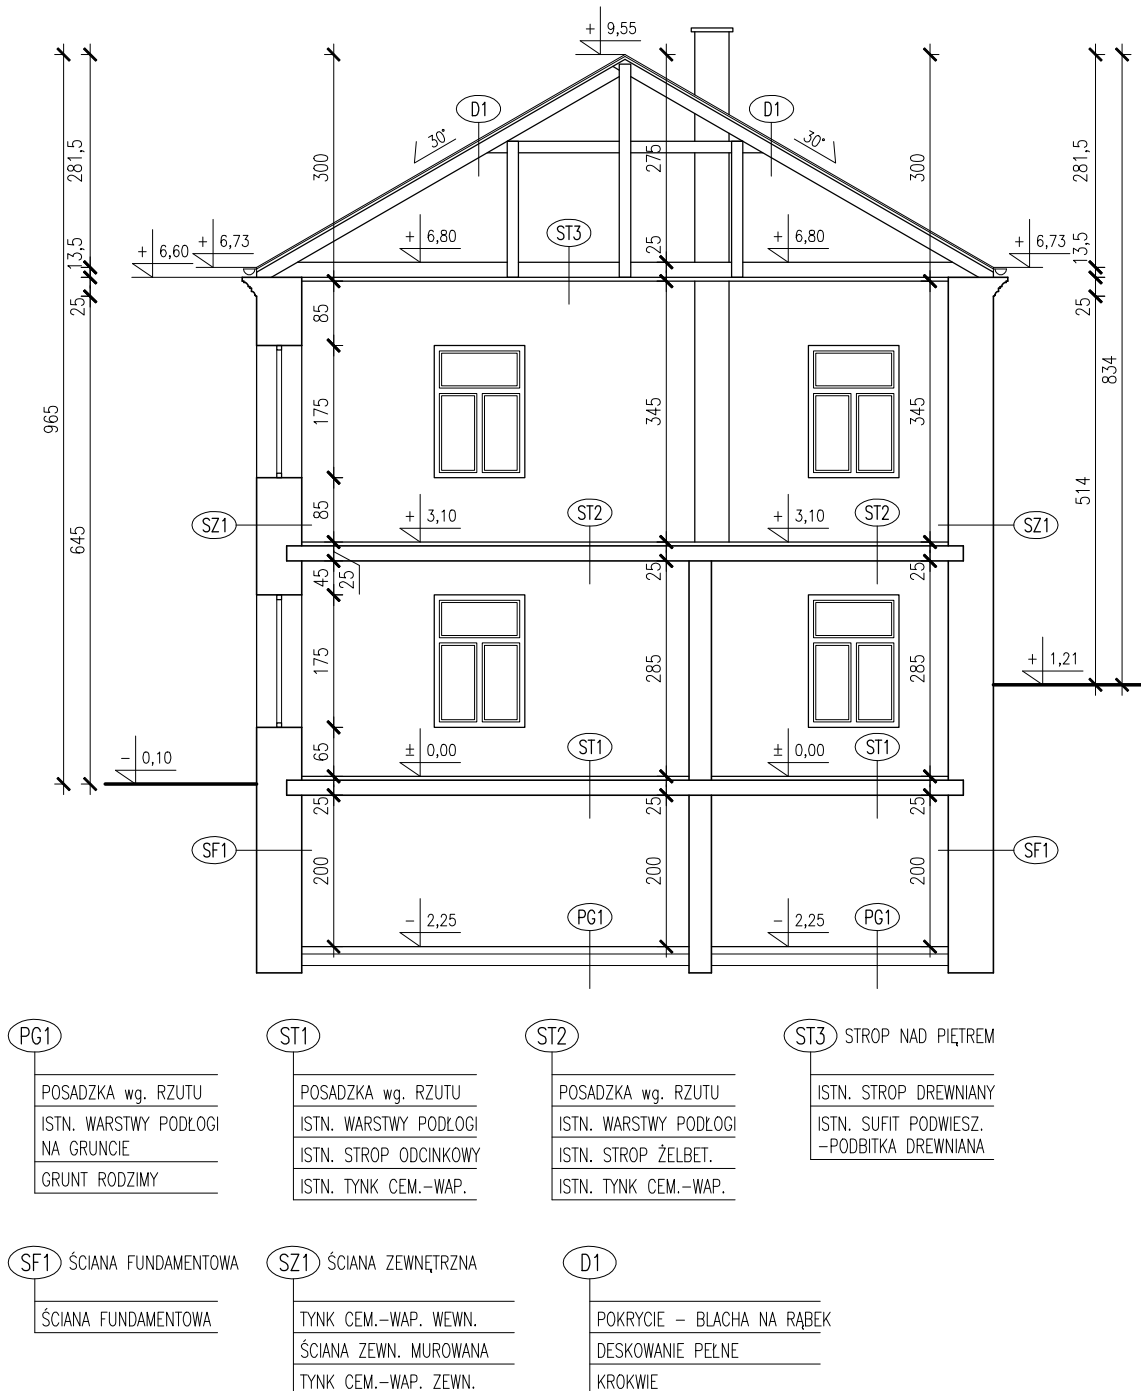 + 9,55
D1
D1
30°
30°
281,5
300
275
300
281,5
+ 6,60
+ 6,73
+ 6,80
ST3
+ 6,80
+ 6,73
13,5
25
13,5
25
85
25
834
965
175
345
345
645
514
SZ1
85
+ 3,10
ST2
+ 3,10
ST2
SZ1
45
25
25
25
175
285
285
+ 1,21
- 0,10
65
± 0,00
ST1
± 0,00
ST1
25
25
25
SF1
200
200
200
SF1
- 2,25
PG1
- 2,25
PG1
PG1
POSADZKA wg. RZUTU
ISTN. WARSTWY PODŁOGI
NA GRUNCIE
GRUNT RODZIMY
ST1
POSADZKA wg. RZUTU
ISTN. WARSTWY PODŁOGI
ISTN. STROP ODCINKOWY
ISTN. TYNK CEM.-WAP.
ST2
POSADZKA wg. RZUTU
ISTN. WARSTWY PODŁOGI
ISTN. STROP ŻELBET.
ISTN. TYNK CEM.-WAP.
ST3 STROP NAD PIĘTREM
ISTN. STROP DREWNIANY
ISTN. SUFIT PODWIESZ.
-PODBITKA DREWNIANA
SF1 ŚCIANA FUNDAMENTOWA
ŚCIANA FUNDAMENTOWA
SZ1 ŚCIANA ZEWNĘTRZNA
TYNK CEM.-WAP. WEWN.
ŚCIANA ZEWN. MUROWANA
TYNK CEM.-WAP. ZEWN.
D1
POKRYCIE - BLACHA NA RĄBEK
DESKOWANIE PEŁNE
KROKWIE